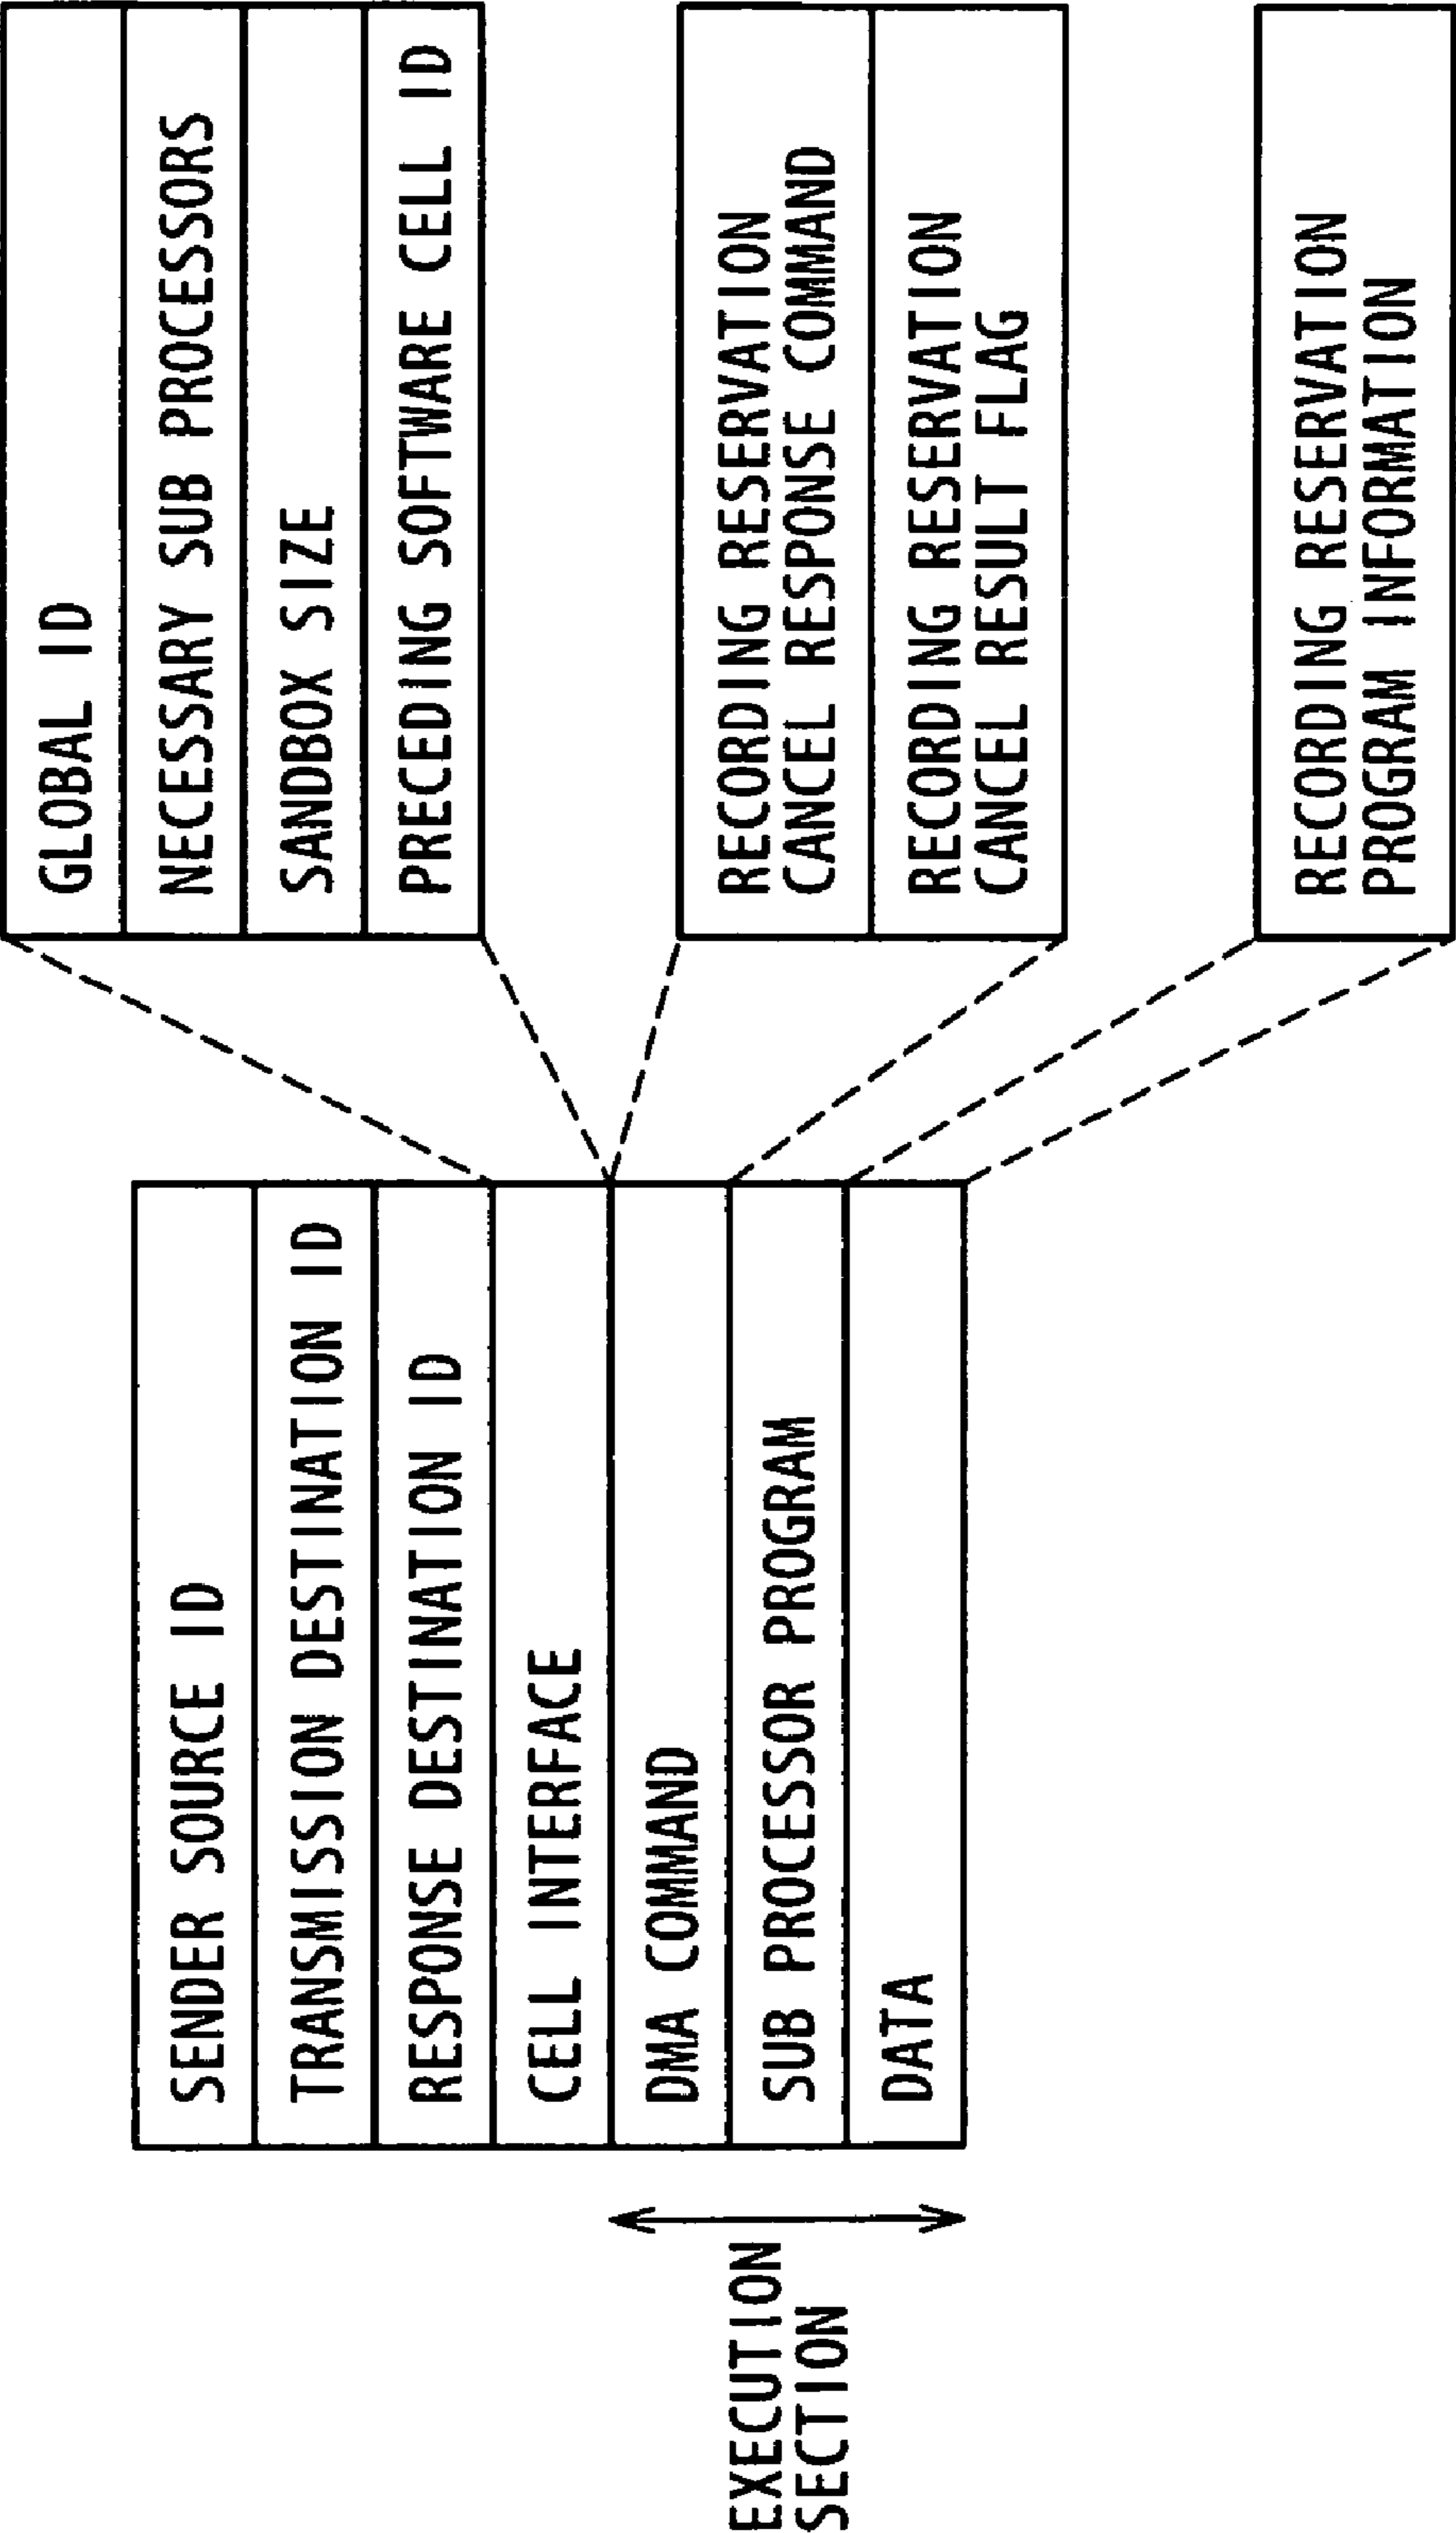 SENDER SOURCE ID
TRANSMISSION DESTINATION ID
RESPONSE DESTINATION ID
CELL INTERFACE
DMA COMMAND
SUB PROCESSOR PROGRAM
DATA
EXECUTION
SECTION
GLOBAL ID
NECESSARY SUB PROCESSORS
SANDBOX SIZE
PRECEDING SOFTWARE CELL ID
RECORDING RESERVATION
CANCEL RESPONSE COMMAND
RECORDING RESERVATION
CANCEL RESULT FLAG
RECORDING RESERVATION
PROGRAM INFORMATION